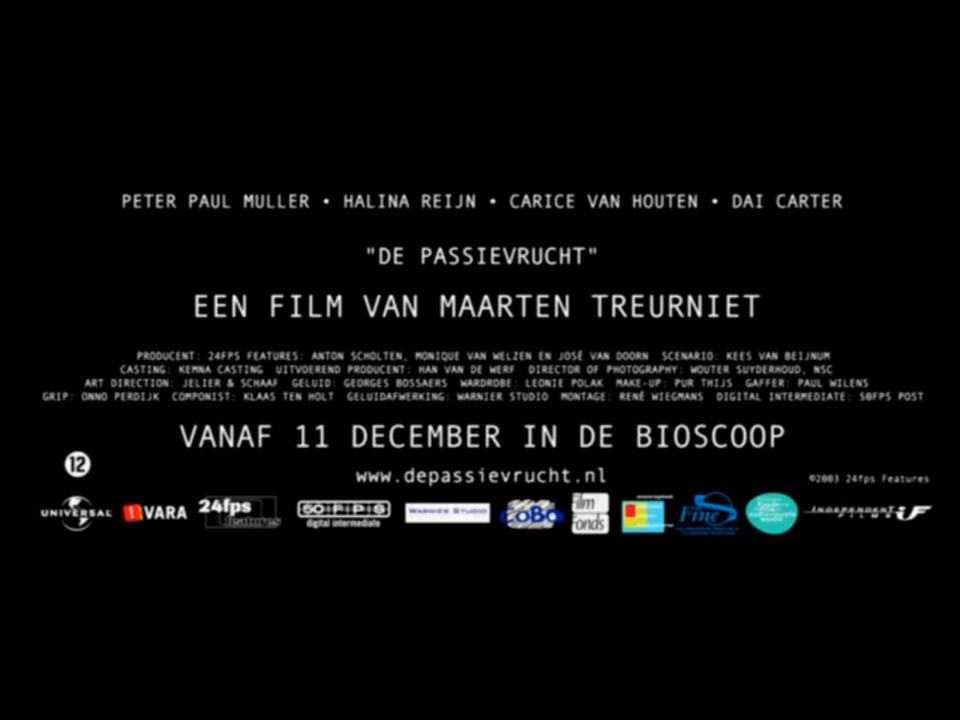 PETER PAUL MULLER • HALINA REIJN • CARICE VAN HOUTEN • DAI CARTER
"DE PASSIEVRUCHT"
EEN FILM VAN MAARTEN TREURNIET
PRODUCENT: 24FPS FEATURES: ANTON SCHOLTEN, MONIQUE VAN WELZEN EN JOSÉ VAN DOORN SCENARIO: KEES VAN BEIJNUM
CASTING: KEMNA CASTING UITVOEREND PRODUCENT: HAN VAN DE WERF DIRECTOR OF PHOTOGRAPHY: WOUTER SUYDERHOUD, NSC
ART DIRECTION: JELIER & SCHAAF GELUID: GEORGES BOSSAERS WARDROBE: LEONIE POLAK MAKE-UP: PUR THIJS GAFFER: PAUL WILENS
GRIP: ONNO PERDIJK COMPONIST: KLAAS TEN HOLT GELUIDAFWERKING: WARNIER STUDIO MONTAGE: RENÉ WIEGMANS DIGITAL INTERMEDIATE: 50FPS POST
VANAF 11 DECEMBER IN DE BIOSCOOP
12
www.depassievrucht.nl
©2003 24fps Features
UNIVERSAL
VARA
24fps
features
50 FPS
digital intermediate
WARNIER STUDIO
COBO
film
fonds
Fine
INDEPENDENT
FILMS
iF